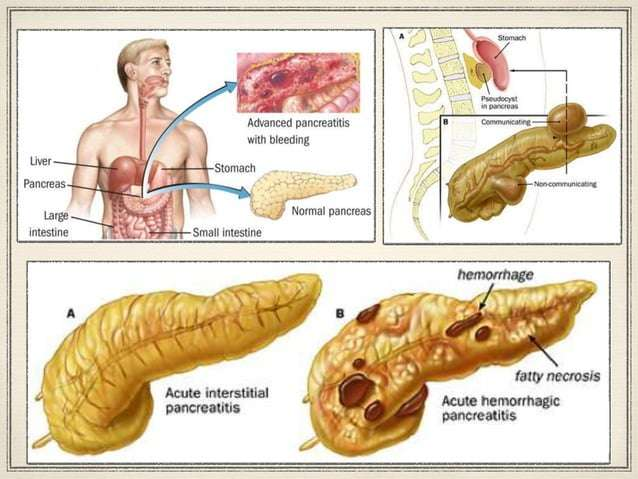 Advanced pancreatitis
with bleeding
Liver
Stomach
Pancreas
Normal pancreas
Large
intestine
Small intestine
A
Stomach
Pseudocyst
in pancreas
B
Communicating
Non-communicating
A
Acute interstitial
pancreatitis
B
hemorrhage
fatty necrosis
Acute hemorrhagic
pancreatitis